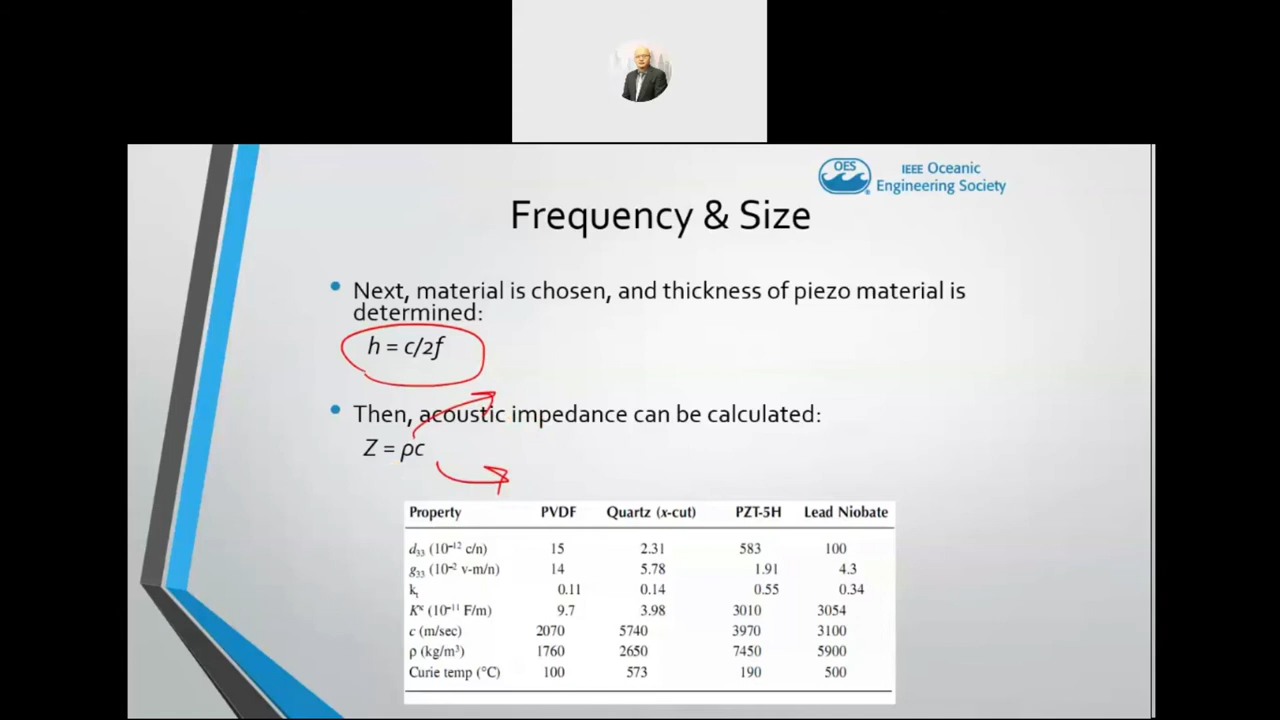 OES
IEEE Oceanic
Engineering Society
Frequency & Size
• Next, material is chosen, and thickness of piezo material is
determined:
h = c/2f
• Then, acoustic impedance can be calculated:
Z = ρc
Property PVDF Quartz (x-cut) PZT-5H Lead Niobate
d₃₃ (10⁻¹² c/n) 15 2.31 583 100
g₃₃ (10⁻² v-m/n) 14 5.78 1.91 4.3
kₜ 0.11 0.14 0.55 0.34
Kˣ (10⁻¹¹ F/m) 9.7 3.98 3010 3054
c (m/sec) 2070 5740 3970 3100
ρ (kg/m³) 1760 2650 7450 5900
Curie temp (°C) 100 573 190 500